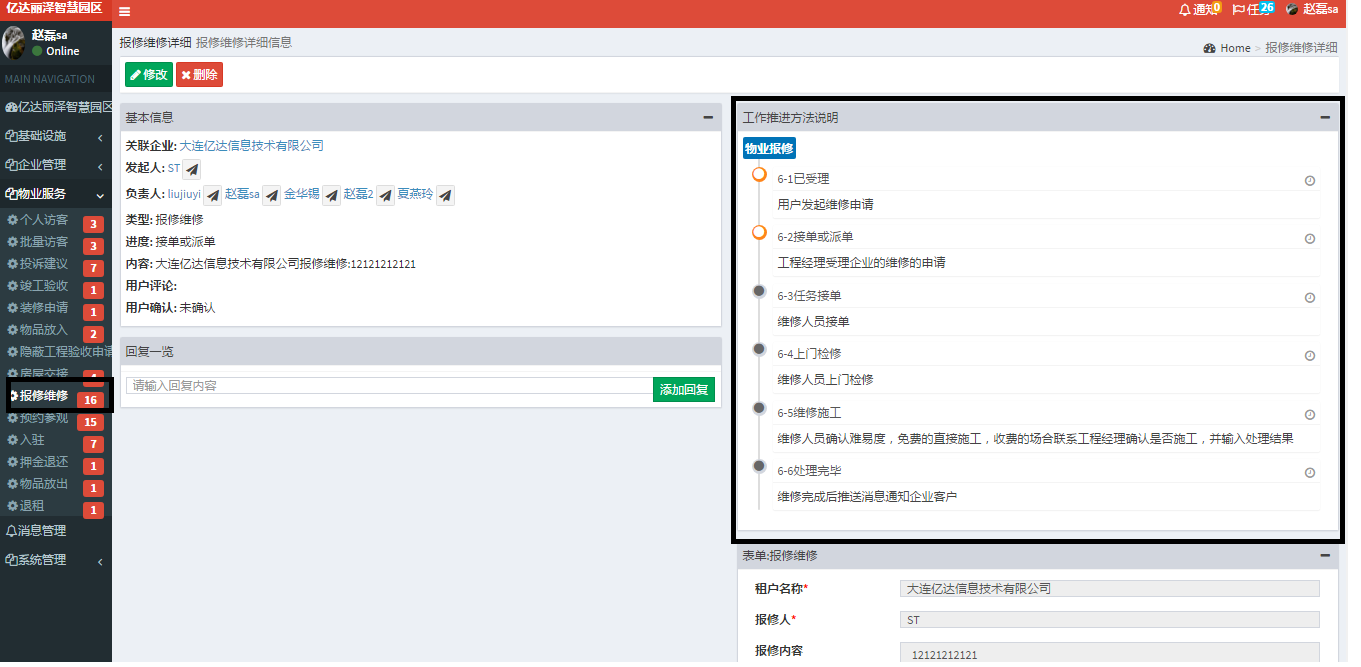 亿达丽泽智慧园区
通知 0
任务 26
赵磊sa
赵磊sa
Online
MAIN NAVIGATION
亿达丽泽智慧园区
基础设施
企业管理
物业服务
个人访客 3
批量访客 3
投诉建议 7
竣工验收 1
装修申请 1
物品放入 2
隐蔽工程验收申请
房屋交接 4
报修维修 16
预约参观 15
入驻 7
押金退还 1
物品放出 1
退租 1
消息管理
系统管理
报修维修详细 报修维修详细信息
Home > 报修维修详细
修改 删除
基本信息
关联企业: 大连亿达信息技术有限公司
发起人: ST
负责人: liujiuyi 赵磊sa 金华锡 赵磊2 夏燕玲
类型: 报修维修
进度: 接单或派单
内容: 大连亿达信息技术有限公司报修维修:12121212121
用户评论:
用户确认: 未确认
回复一览
请输入回复内容 添加回复
工作推进方法说明
物业报修
6-1已受理
用户发起维修申请
6-2接单或派单
工程经理受理企业的维修的申请
6-3任务接单
维修人员接单
6-4上门检修
维修人员上门检修
6-5维修施工
维修人员确认难易度，免费的直接施工，收费的场合联系工程经理确认是否施工，并输入处理结果
6-6处理完毕
维修完成后推送消息通知企业客户
表单:报修维修
租户名称* 大连亿达信息技术有限公司
报修人* ST
报修内容 12121212121